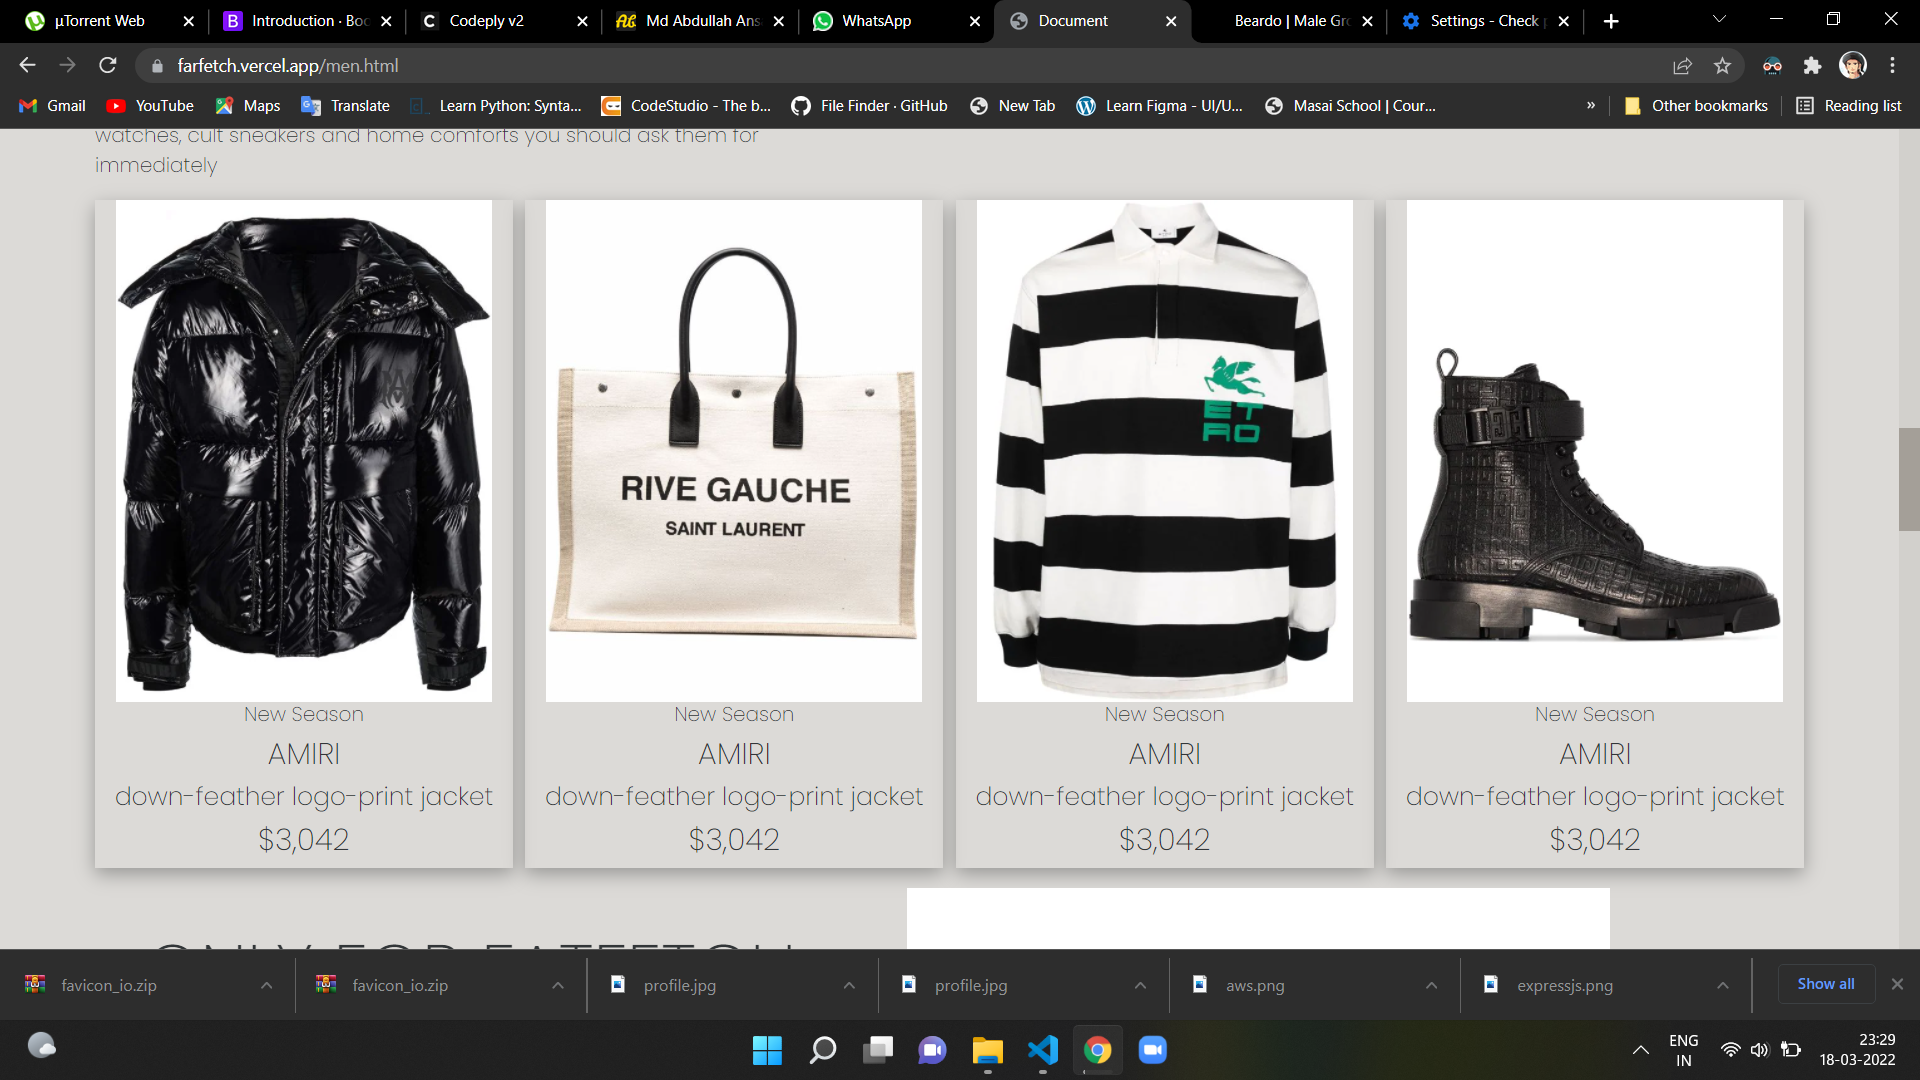 µTorrent Web
Introduction · Boo
Codeply v2
Md Abdullah Ans
WhatsApp
Document
Beardo | Male Gro
Settings - Check p
farfetch.vercel.app/men.html
Gmail
YouTube
Maps
Translate
Learn Python: Synta...
CodeStudio - The b...
File Finder · GitHub
New Tab
Learn Figma - UI/U...
Masai School | Cour...
»
Other bookmarks
Reading list
watches, cult sneakers and home comforts you should ask them for
immediately
RIVE GAUCHE
SAINT LAURENT
ET
RO
New Season
AMIRI
down-feather logo-print jacket
$3,042
New Season
AMIRI
down-feather logo-print jacket
$3,042
New Season
AMIRI
down-feather logo-print jacket
$3,042
New Season
AMIRI
down-feather logo-print jacket
$3,042
favicon_io.zip
favicon_io.zip
profile.jpg
profile.jpg
aws.png
expressjs.png
Show all
ENG
IN
23:29
18-03-2022